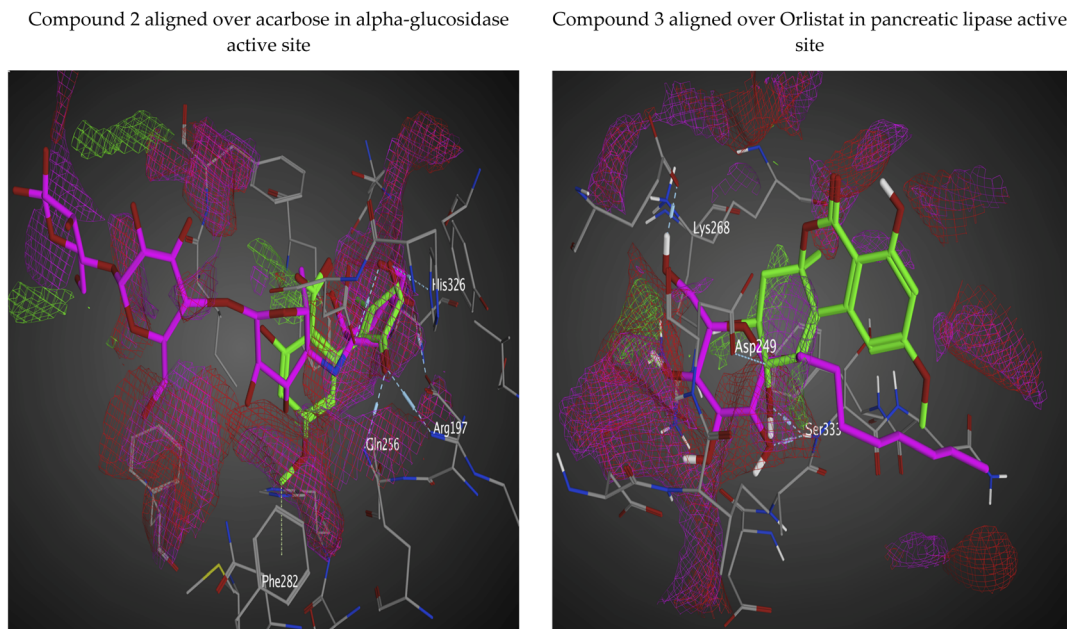 Compound 2 aligned over acarbose in alpha-glucosidase
active site
Compound 3 aligned over Orlistat in pancreatic lipase active
site
His326
Arg197
Gln256
Phe282
Lys268
Asp249
Ser333